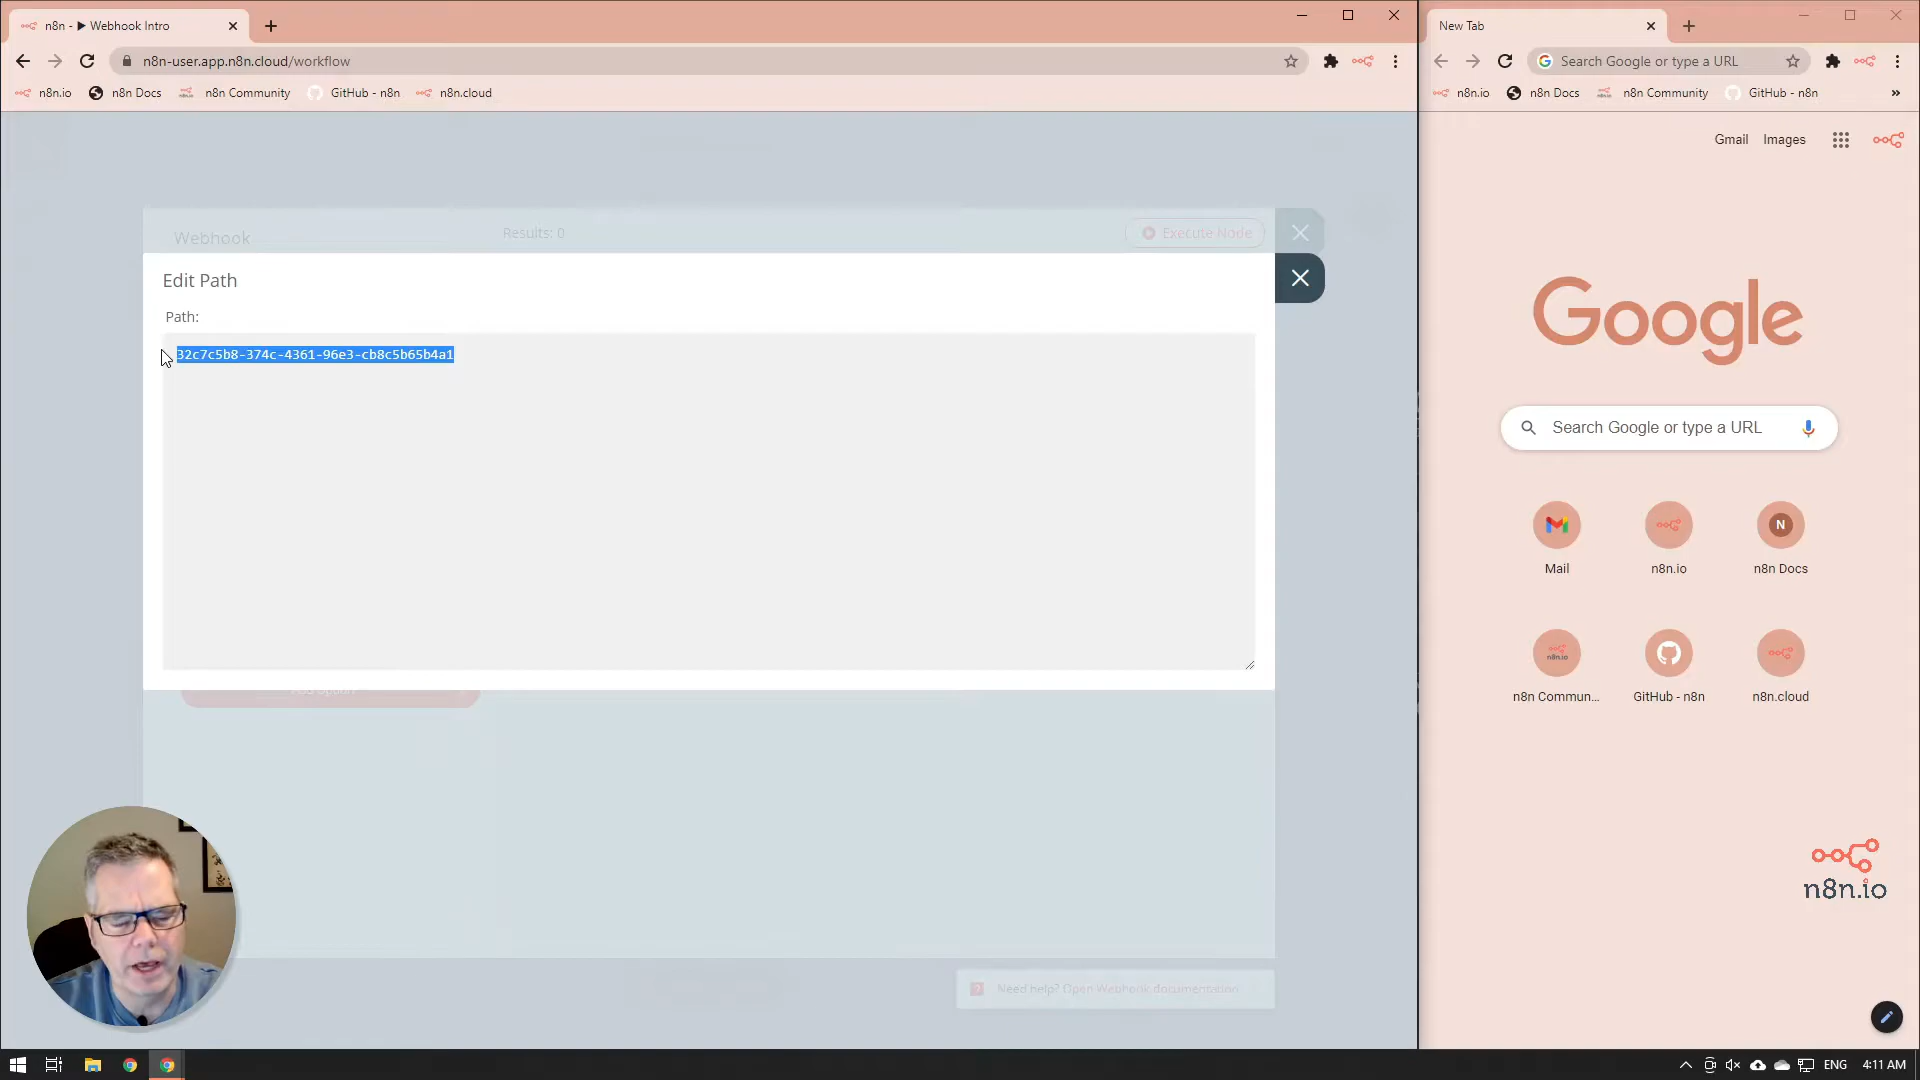 n8n - ▶ Webhook Intro
New Tab
n8n-user.app.n8n.cloud/workflow
Search Google or type a URL
n8n.io
n8n Docs
n8n Community
GitHub - n8n
n8n.cloud
n8n.io
n8n Docs
n8n Community
GitHub - n8n
»
Gmail
Images
Webhook
Results: 0
Execute Node
Edit Path
Path:
32c7c5b8-374c-4361-96e3-cb8c5b65b4a1
Google
Search Google or type a URL
N
Mail
n8n.io
n8n Docs
n8n.io
n8n Commun...
GitHub - n8n
n8n.cloud
n8n.io
Need help? Open Webhook documentation
ENG
4:11 AM